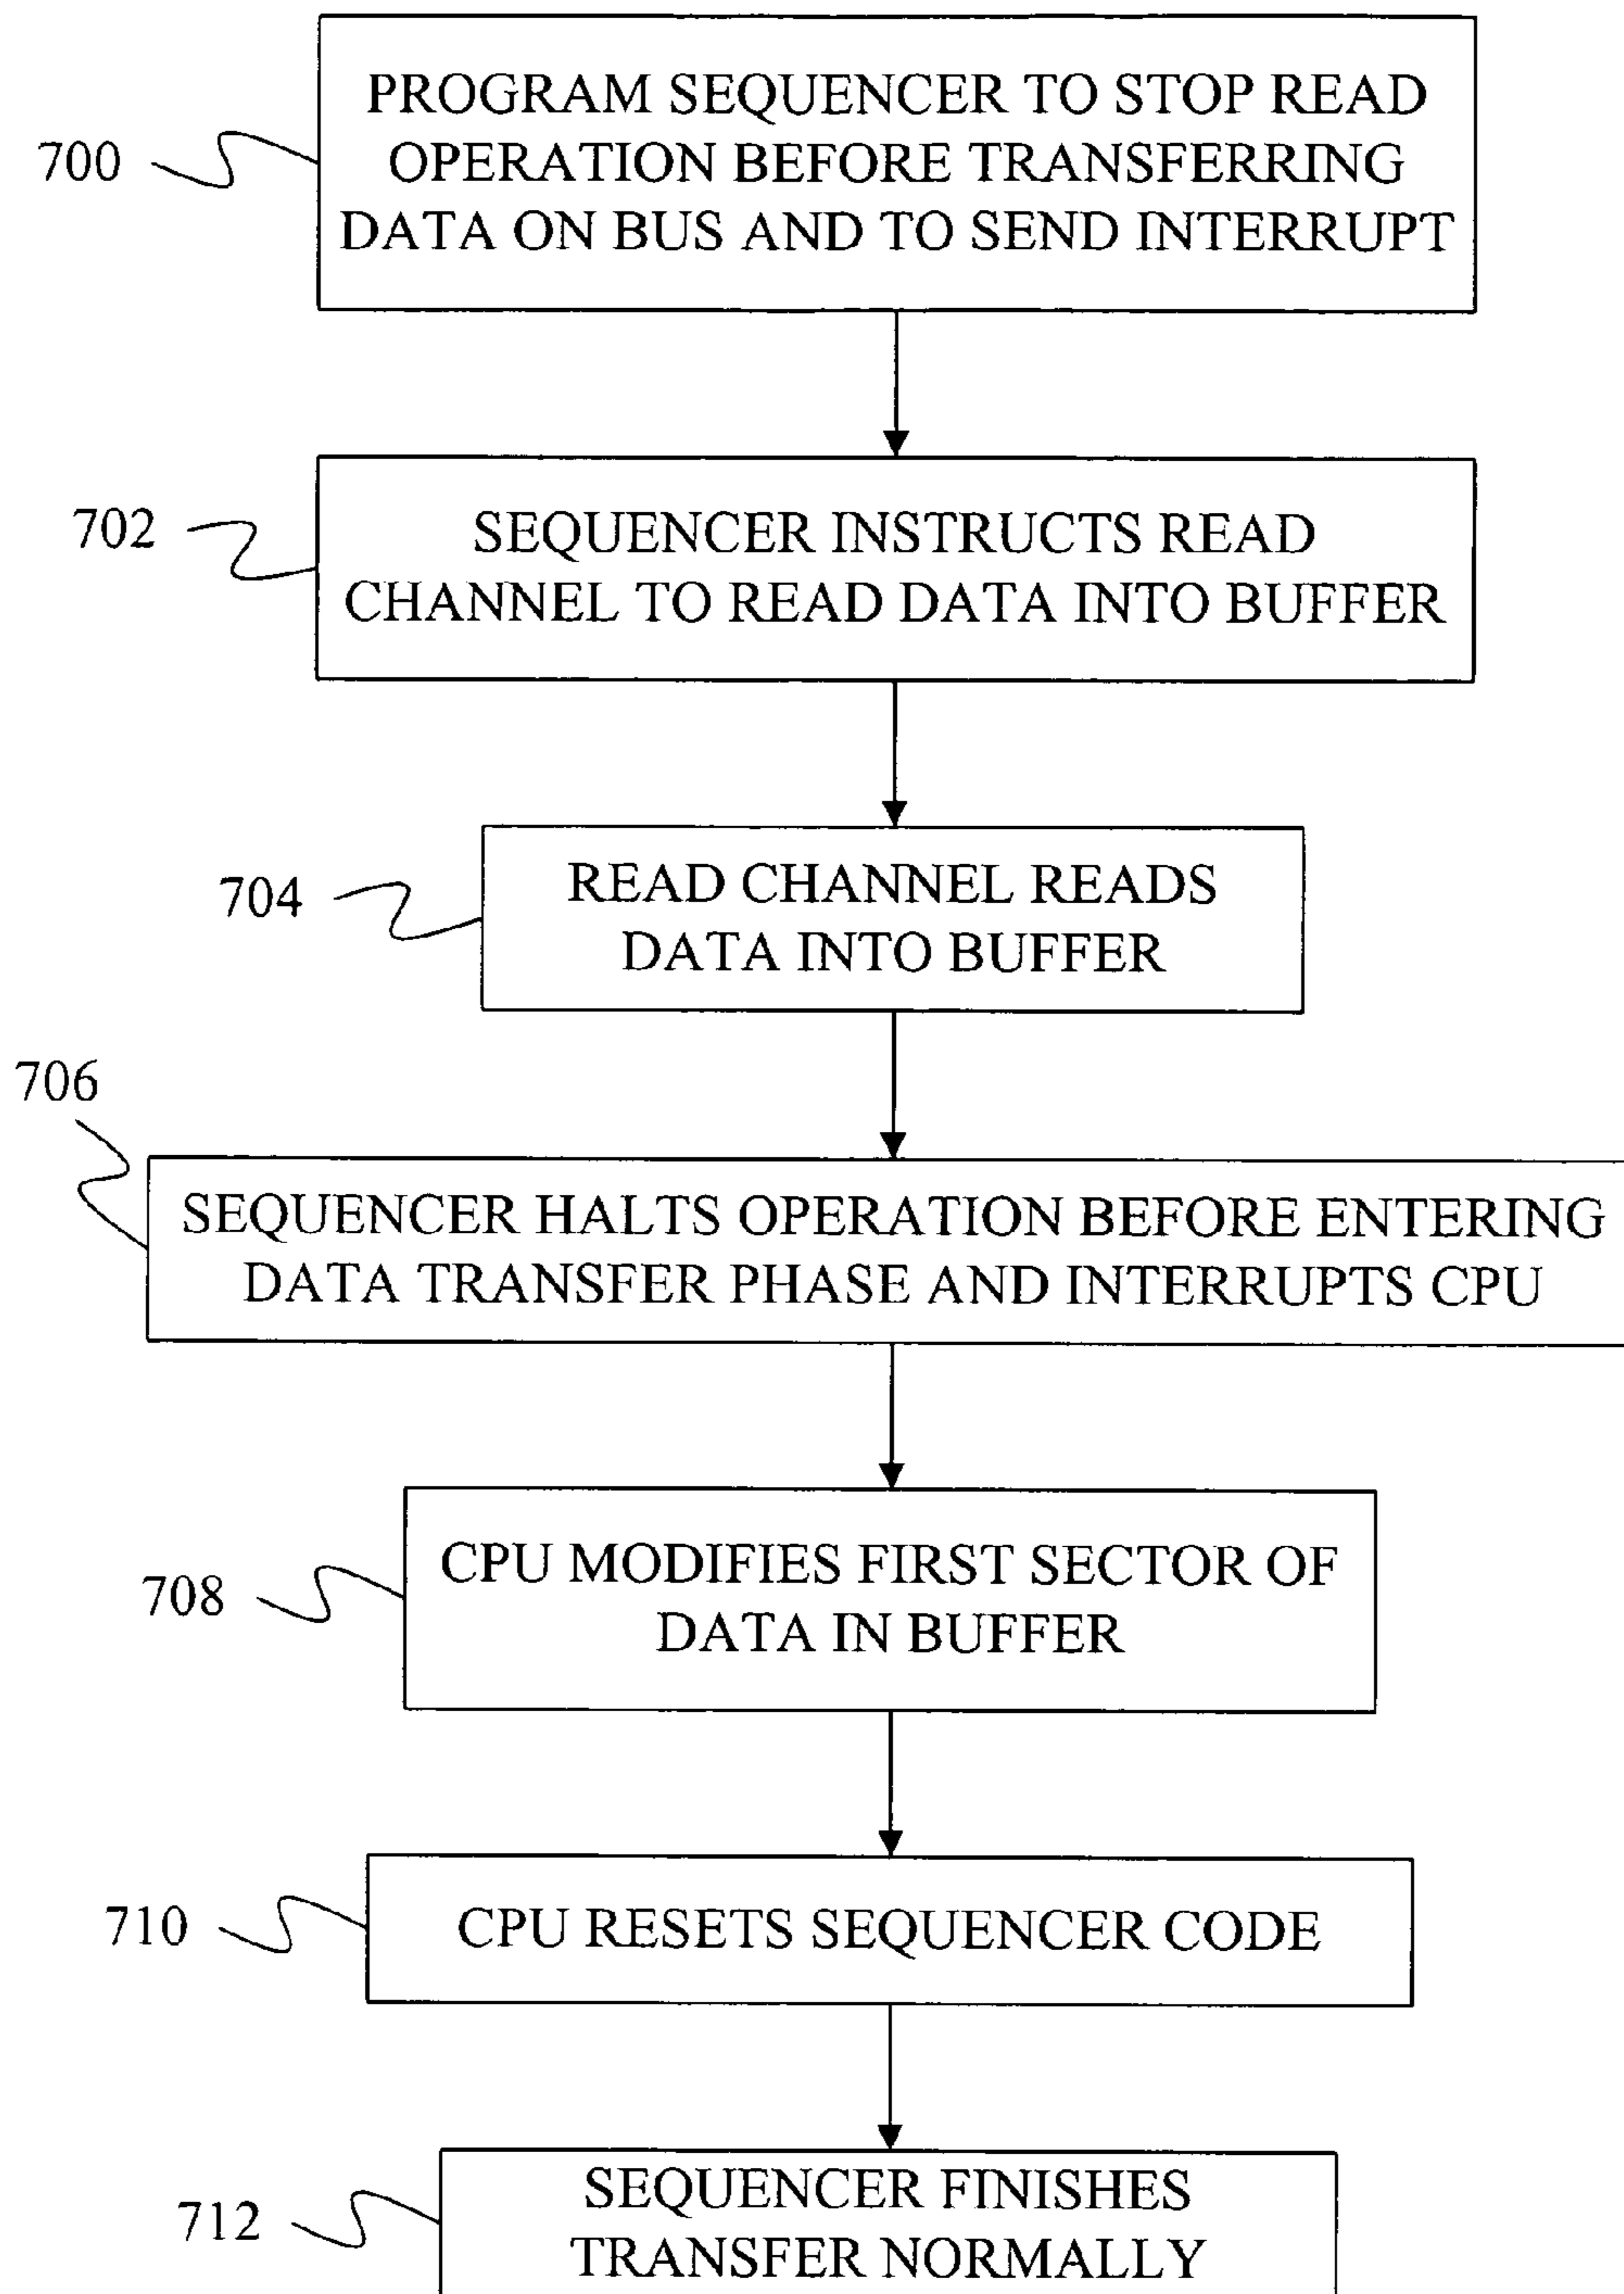 700
PROGRAM SEQUENCER TO STOP READ
OPERATION BEFORE TRANSFERRING
DATA ON BUS AND TO SEND INTERRUPT
702
SEQUENCER INSTRUCTS READ
CHANNEL TO READ DATA INTO BUFFER
704
READ CHANNEL READS
DATA INTO BUFFER
706
SEQUENCER HALTS OPERATION BEFORE ENTERING
DATA TRANSFER PHASE AND INTERRUPTS CPU
708
CPU MODIFIES FIRST SECTOR OF
DATA IN BUFFER
710
CPU RESETS SEQUENCER CODE
712
SEQUENCER FINISHES
TRANSFER NORMALLY